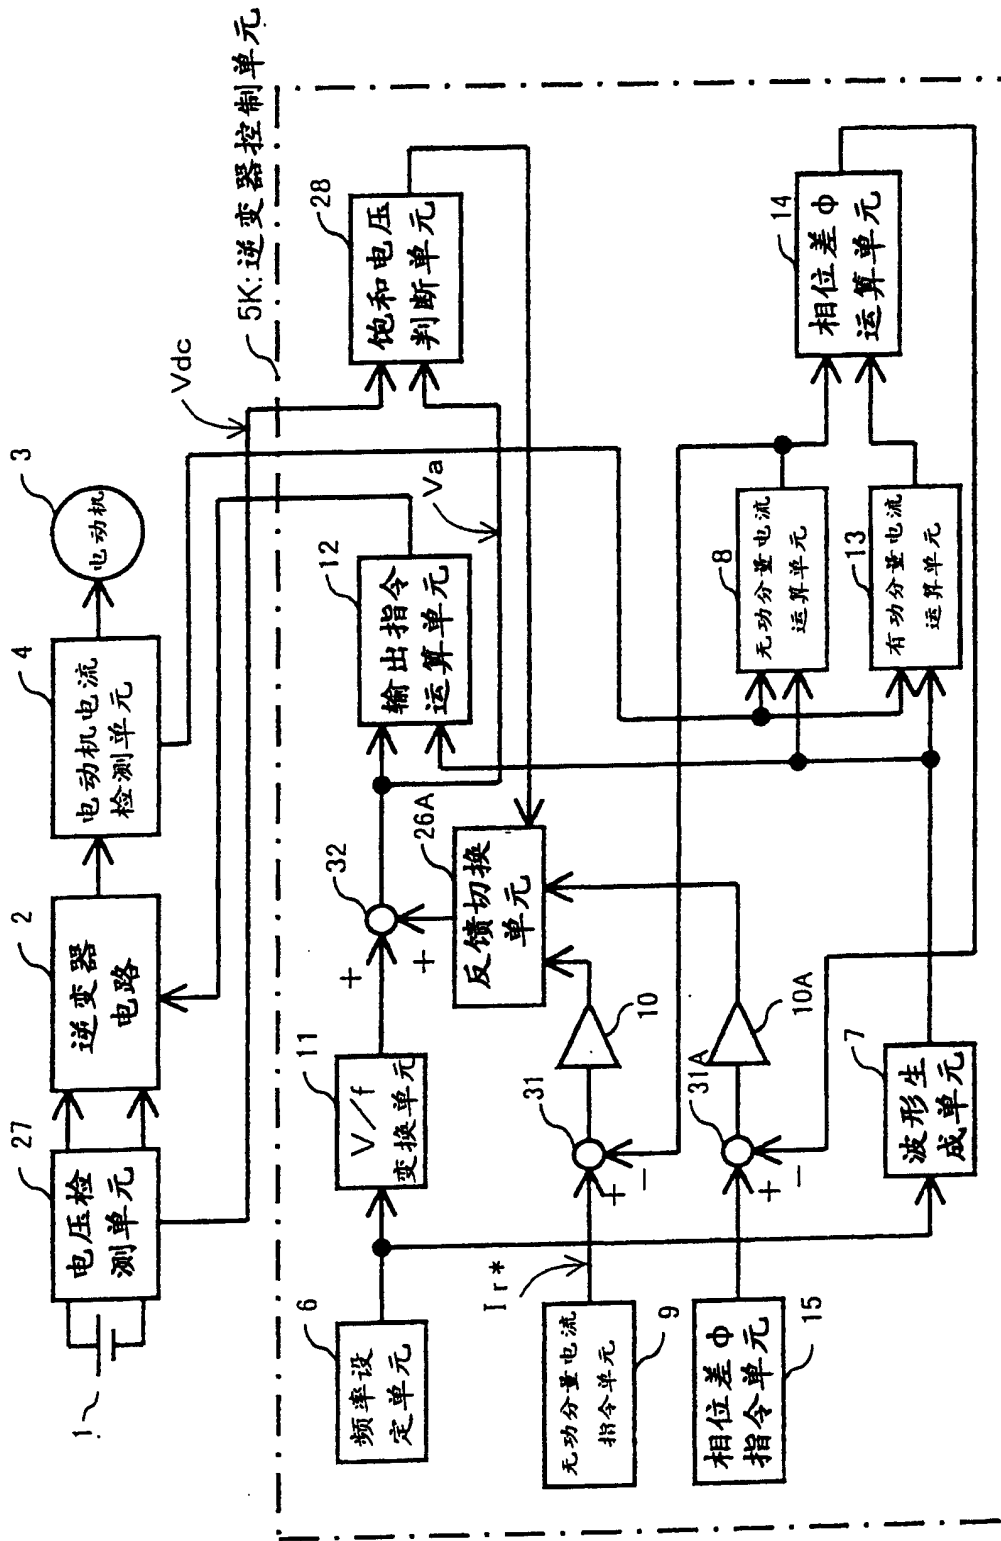 1
27
电压检
测单元
2
逆变器
电路
4
电动机电流
检测单元
3
电动机
Vdc
5K:逆变器控制单元
6
频率设
定单元
11
V/f
变换单元
32
+
+
12
输出指令
运算单元
Va
28
饱和电压
判断单元
26A
反馈切换
单元
9
无功分量电流
指令单元
Ir*
31
+
-
10
15
相位差Φ
指令单元
31A
+
-
10A
7
波形生
成单元
8
无功分量电流
运算单元
13
有功分量电流
运算单元
14
相位差Φ
运算单元